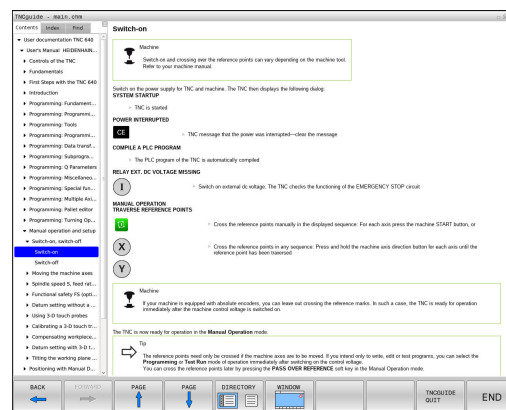 TNCguide - main.chm
Contents Index Find
User documentation TNC 640
User's Manual HEIDENHAIN...
Controls of the TNC
Fundamentals
First Steps with the TNC 640
Introduction
Programming: Fundament...
Programming: Programmi...
Programming: Tools
Programming: Programmi...
Programming: Data transf...
Programming: Subprogra...
Programming: Q Parameters
Programming: Miscellaneo...
Programming: Special fun...
Programming: Multiple Axi...
Programming: Pallet editor
Programming: Turning Op...
Manual operation and setup
Switch-on, switch-off
Switch-on
Switch-off
Moving the machine axes
Spindle speed S, feed rat...
Functional safety FS (opti...
Datum setting without a ...
Using 3-D touch probes
Calibrating a 3-D touch tr...
Compensating workpiece...
Datum setting with 3-D t...
Tilting the working plane ...
Positioning with Manual D...
Switch-on
Machine
Switch-on and crossing over the reference points can vary depending on the machine tool.
Refer to your machine manual.
Switch on the power supply for TNC and machine. The TNC then displays the following dialog:
SYSTEM STARTUP
TNC is started
POWER INTERRUPTED
CE
TNC message that the power was interrupted—clear the message
COMPILE A PLC PROGRAM
The PLC program of the TNC is automatically compiled
RELAY EXT. DC VOLTAGE MISSING
I
Switch on external dc voltage. The TNC checks the functioning of the EMERGENCY STOP circuit
MANUAL OPERATION
TRAVERSE REFERENCE POINTS
Cross the reference points manually in the displayed sequence: For each axis press the machine START button, or
X
Cross the reference points in any sequence: Press and hold the machine axis direction button for each axis until the
reference point has been traversed
Y
Machine
If your machine is equipped with absolute encoders, you can leave out crossing the reference marks. In such a case, the TNC is ready for operation
immediately after the machine control voltage is switched on.
The TNC is now ready for operation in the Manual Operation mode.
Tip
The reference points need only be crossed if the machine axes are to be moved. If you intend only to write, edit or test programs, you can select the
Programming or Test Run mode of operation immediately after switching on the control voltage.
You can cross the reference points later by pressing the PASS OVER REFERENCE soft key in the Manual Operation mode.
BACK FORWARD PAGE PAGE DIRECTORY WINDOW TNCGUIDE
QUIT END